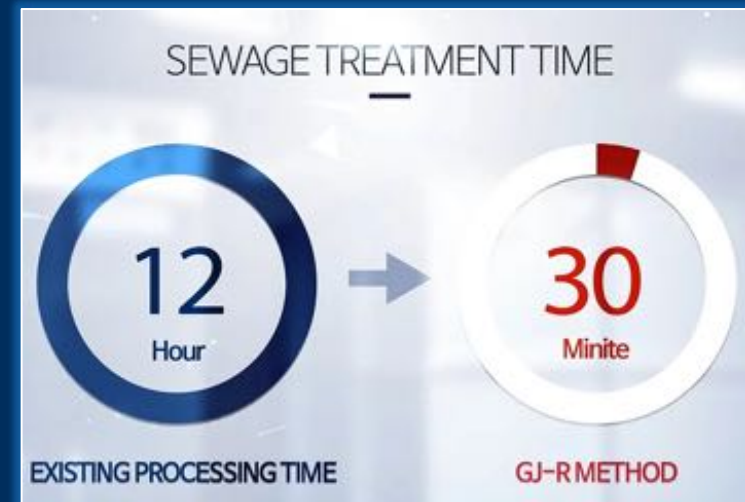 SEWAGE TREATMENT TIME
12
Hour
30
Minite
EXISTING PROCESSING TIME
GJ-R METHOD